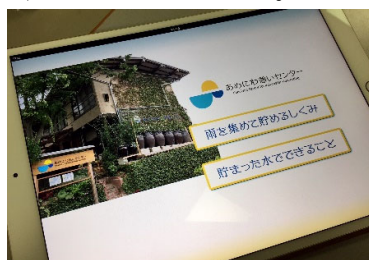 あめにわ憩いセンター
雨を集めて貯めるしくみ
貯まった水でできること